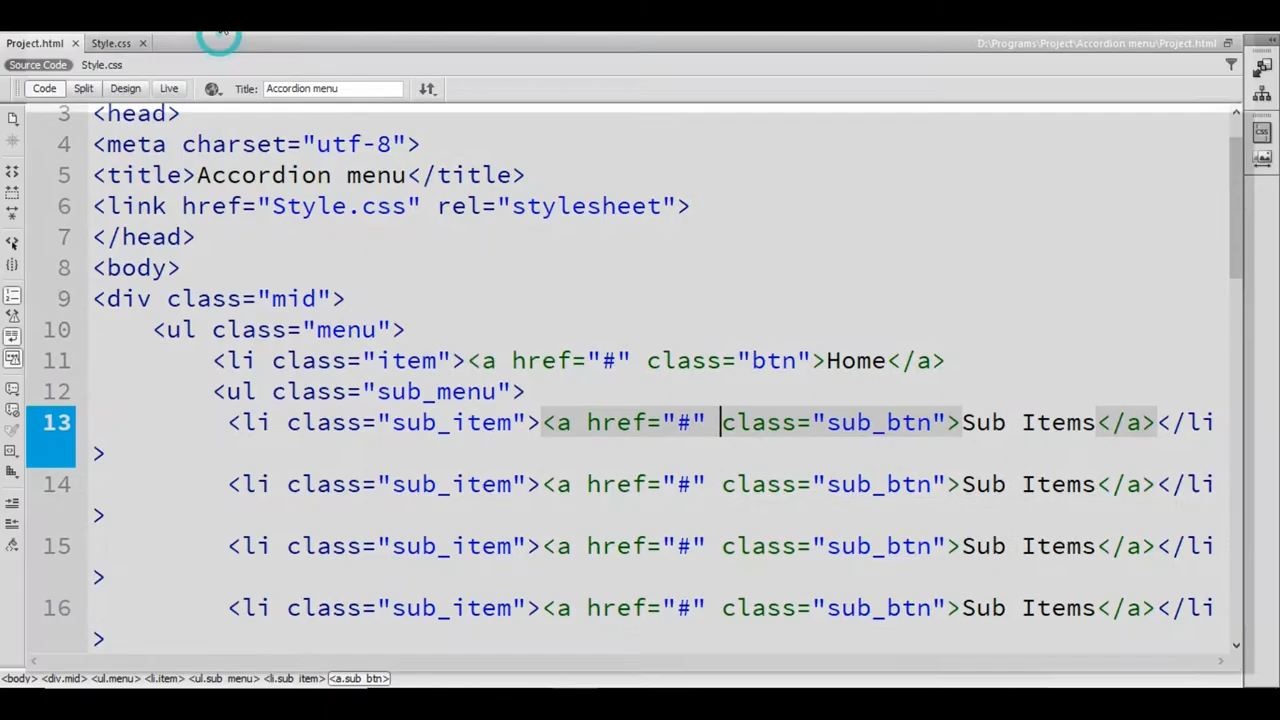 Project.html × Style.css × D:\Programs\Project\Accordion menu\Project.html
Source Code Style.css
Code Split Design Live Title: Accordion menu
3 <head>
4 <meta charset="utf-8">
5 <title>Accordion menu</title>
6 <link href="Style.css" rel="stylesheet">
7 </head>
8 <body>
9 <div class="mid">
10 <ul class="menu">
11 <li class="item"><a href="#" class="btn">Home</a>
12 <ul class="sub_menu">
13 <li class="sub_item"><a href="#" class="sub_btn">Sub Items</a></li
>
14 <li class="sub_item"><a href="#" class="sub_btn">Sub Items</a></li
>
15 <li class="sub_item"><a href="#" class="sub_btn">Sub Items</a></li
>
16 <li class="sub_item"><a href="#" class="sub_btn">Sub Items</a></li
>
<body> <div.mid> <ul.menu> <li.item> <ul.sub_menu> <li.sub_item> <a.sub_btn>